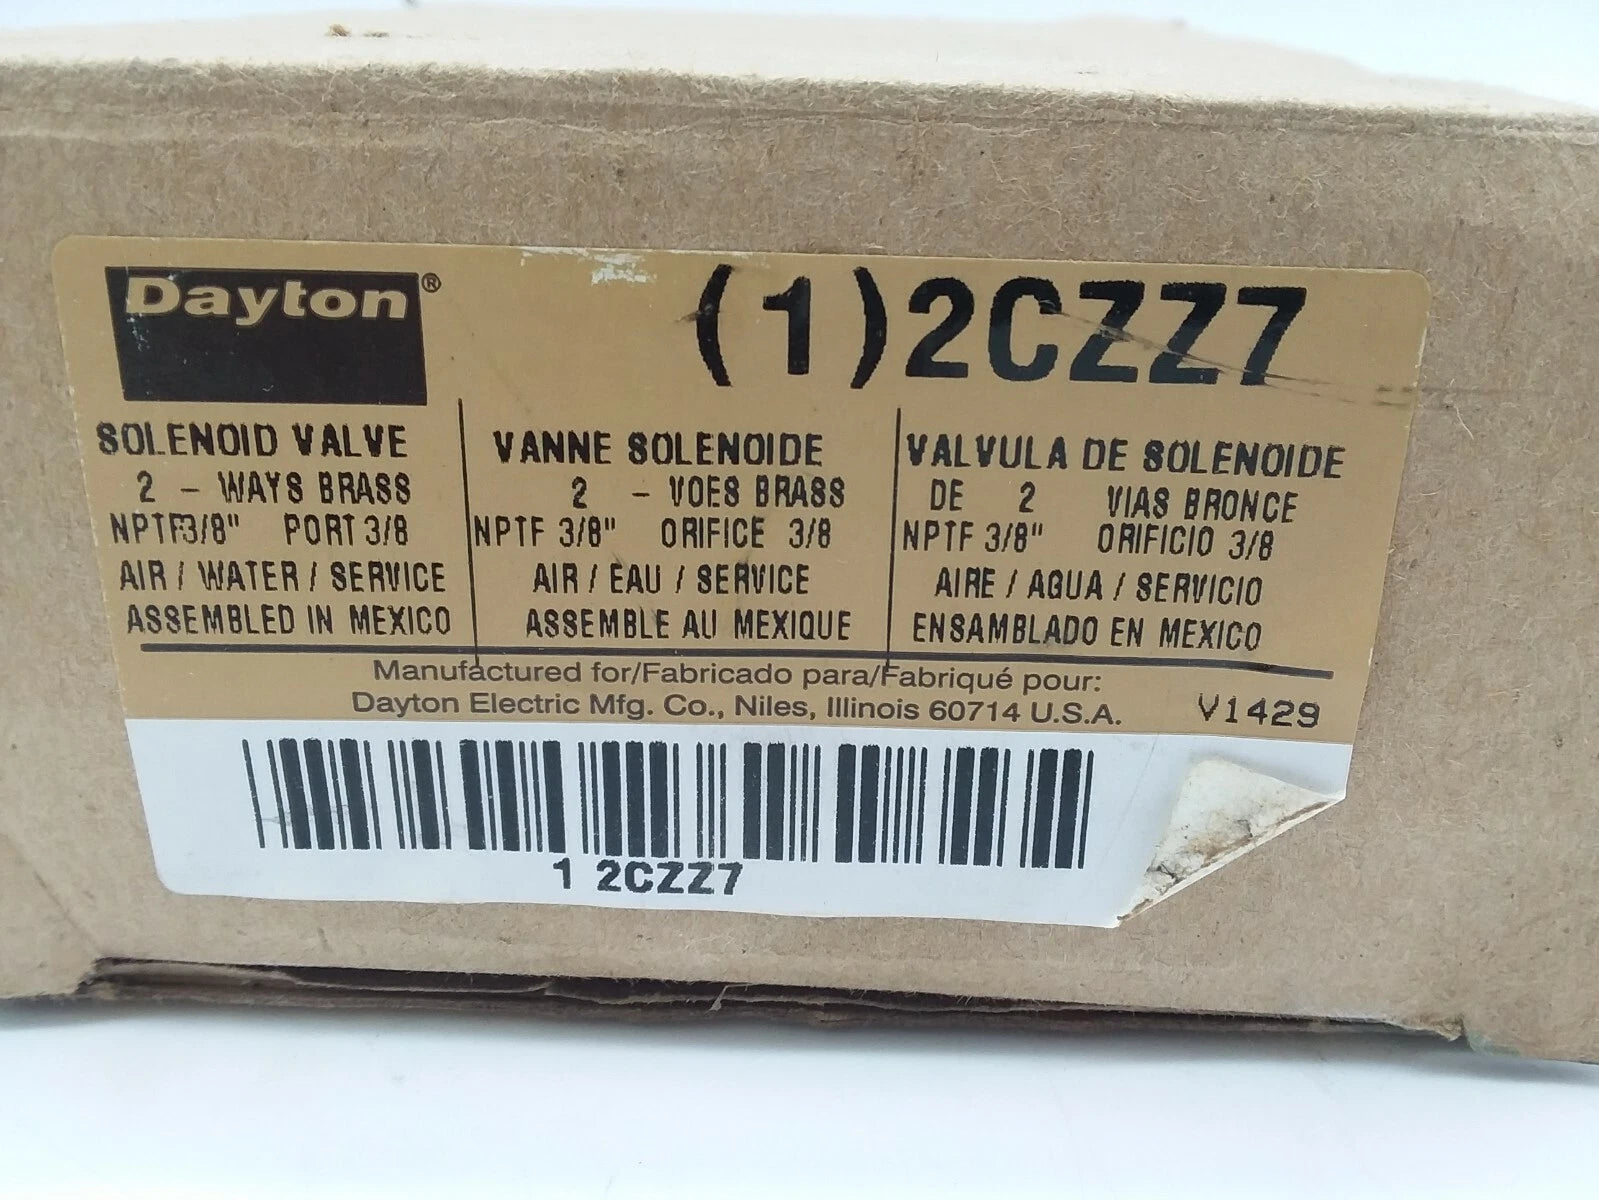 Dayton®
(1)2CZZ7
SOLENOID VALVE
2 - WAYS BRASS
NPTF3/8" PORT 3/8
AIR / WATER / SERVICE
ASSEMBLED IN MEXICO
VANNE SOLENOIDE
2 - VOES BRASS
NPTF 3/8" ORIFICE 3/8
AIR / EAU / SERVICE
ASSEMBLE AU MEXIQUE
VALVULA DE SOLENOIDE
DE 2 VIAS BRONCE
NPTF 3/8" ORIFICIO 3/8
AIRE / AGUA / SERVICIO
ENSAMBLADO EN MEXICO
Manufactured for/Fabricado para/Fabriqué pour:
Dayton Electric Mfg. Co., Niles, Illinois 60714 U.S.A.
V1429
1 2CZZ7